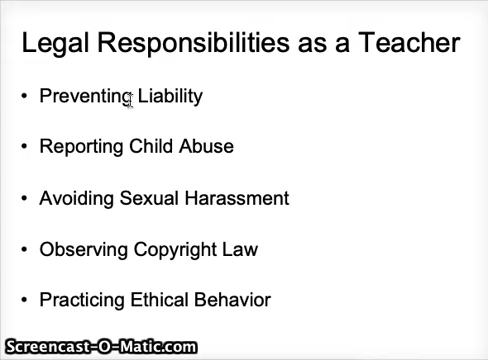 Legal Responsibilities as a Teacher
• Preventing Liability
• Reporting Child Abuse
• Avoiding Sexual Harassment
• Observing Copyright Law
• Practicing Ethical Behavior
Screencast-O-Matic.com